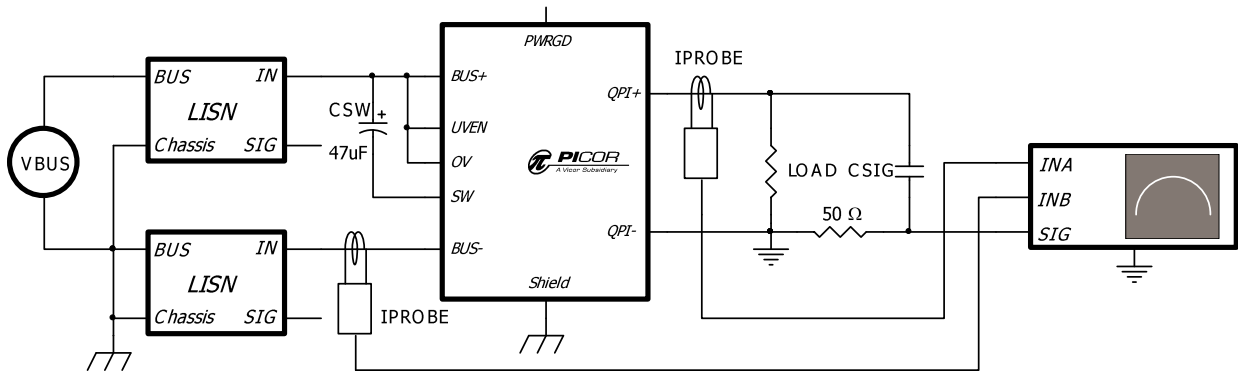 PWRGD
IPROBE
BUS IN
LISN
Chassis SIG
CSW +
47uF
BUS+
UVEN
OV
SW
BUS-
QPI+
QPI-
π PICOR
A Vicor Subsidiary
Shield
VBUS
BUS IN
LISN
Chassis SIG
IPROBE
LOAD CSIG
50 Ω
INA
INB
SIG